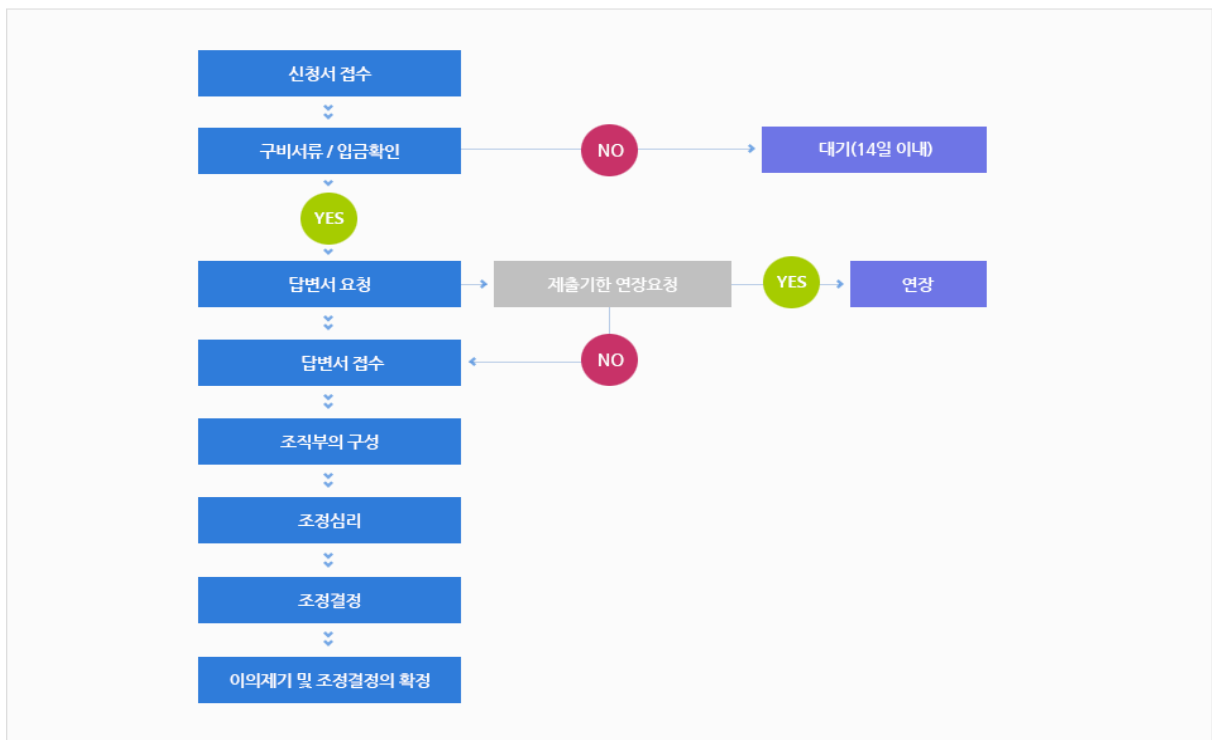 신청서 접수
구비서류 / 입금확인
NO
대기(14일 이내)
YES
답변서 요청
제출기한 연장요청
YES
연장
답변서 접수
NO
조직부의 구성
조정심리
조정결정
이의제기 및 조정결정의 확정